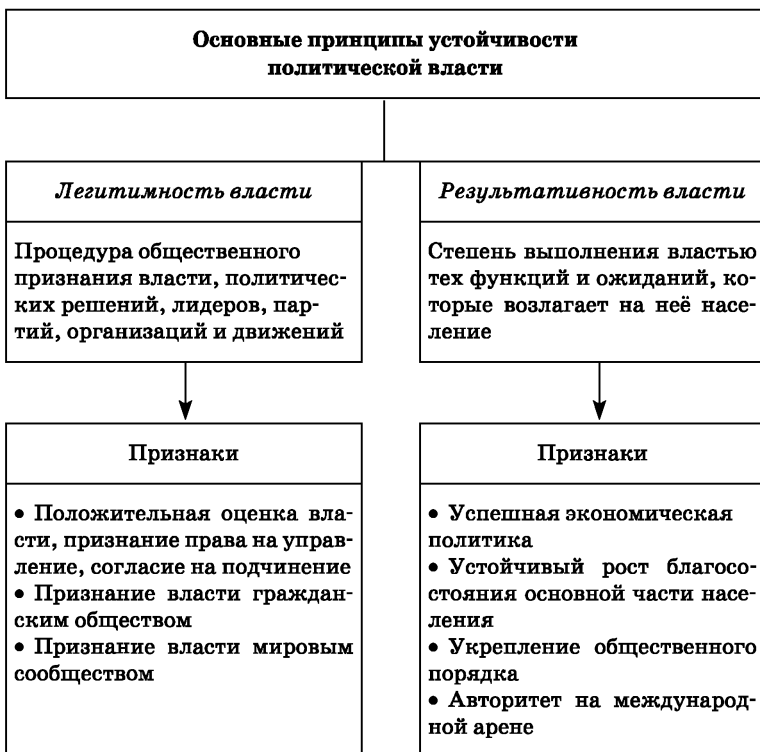 Основные принципы устойчивости
политической власти
Легитимность власти
Процедура общественного
признания власти, политичес-
ких решений, лидеров, пар-
тий, организаций и движений
Признаки
• Положительная оценка вла-
сти, признание права на управ-
ление, согласие на подчинение
• Признание власти граждан-
ским обществом
• Признание власти мировым
сообществом
Результативность власти
Степень выполнения властью
тех функций и ожиданий, ко-
торые возлагает на неё насе-
ление
Признаки
• Успешная экономическая
политика
• Устойчивый рост благосо-
стояния основной части насе-
ления
• Укрепление общественного
порядка
• Авторитет на международ-
ной арене